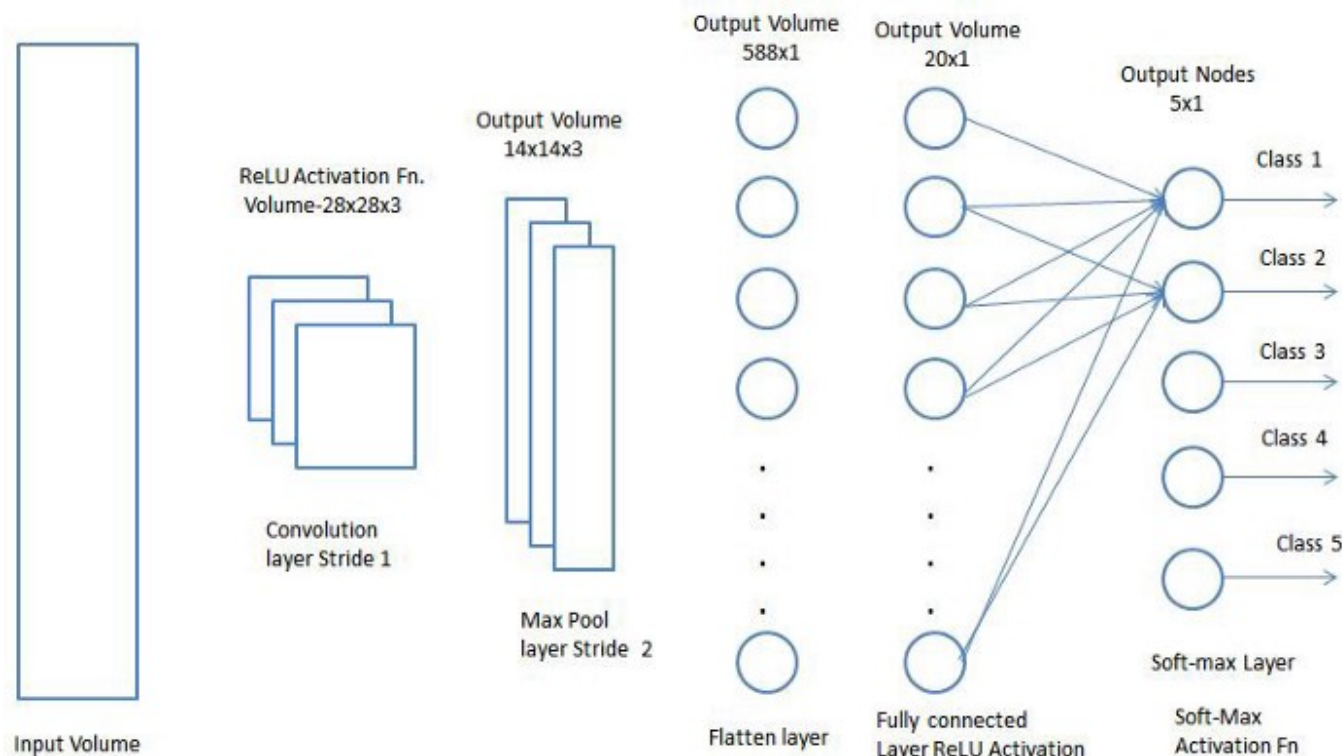 Input Volume
ReLU Activation Fn.
Volume-28x28x3
Convolution
layer Stride 1
Output Volume
14x14x3
Max Pool
layer Stride 2
Output Volume
588x1
Flatten layer
Output Volume
20x1
Fully connected
Layer ReLU Activation
Output Nodes
5x1
Class 1
Class 2
Class 3
Class 4
Class 5
Soft-max Layer
Soft-Max
Activation Fn